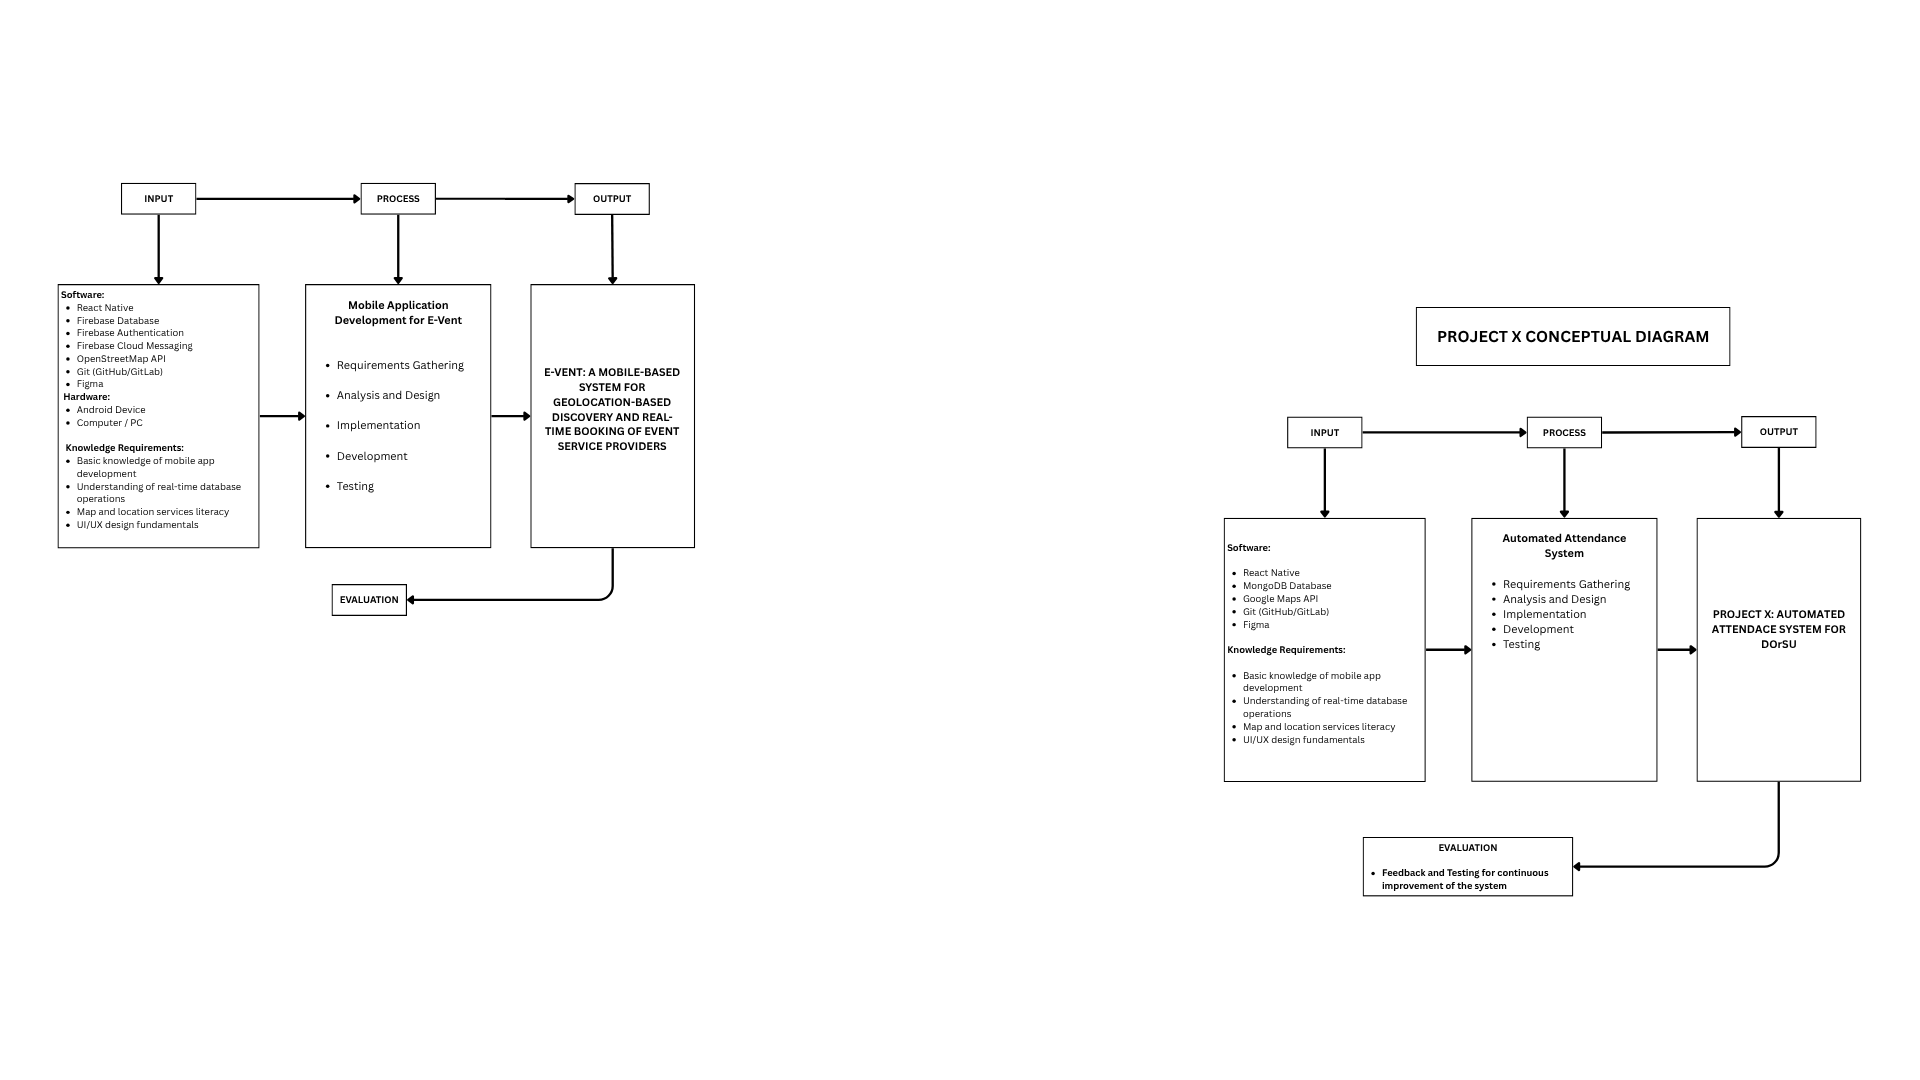 INPUT
PROCESS
OUTPUT
Software:
React Native
Firebase Database
Firebase Authentication
Firebase Cloud Messaging
OpenStreetMap API
Git (GitHub/GitLab)
Figma
Hardware:
Android Device
Computer / PC
Knowledge Requirements:
Basic knowledge of mobile app
development
Understanding of real-time database
operations
Map and location services literacy
UI/UX design fundamentals
Mobile Application
Development for E-Vent
Requirements Gathering
Analysis and Design
Implementation
Development
Testing
E-VENT: A MOBILE-BASED
SYSTEM FOR
GEOLOCATION-BASED
DISCOVERY AND REAL-
TIME BOOKING OF EVENT
SERVICE PROVIDERS
EVALUATION
PROJECT X CONCEPTUAL DIAGRAM
INPUT
PROCESS
OUTPUT
Software:
React Native
MongoDB Database
Google Maps API
Git (GitHub/GitLab)
Figma
Knowledge Requirements:
Basic knowledge of mobile app
development
Understanding of real-time database
operations
Map and location services literacy
UI/UX design fundamentals
Automated Attendance
System
Requirements Gathering
Analysis and Design
Implementation
Development
Testing
PROJECT X: AUTOMATED
ATTENDACE SYSTEM FOR
DOrSU
EVALUATION
Feedback and Testing for continuous
improvement of the system